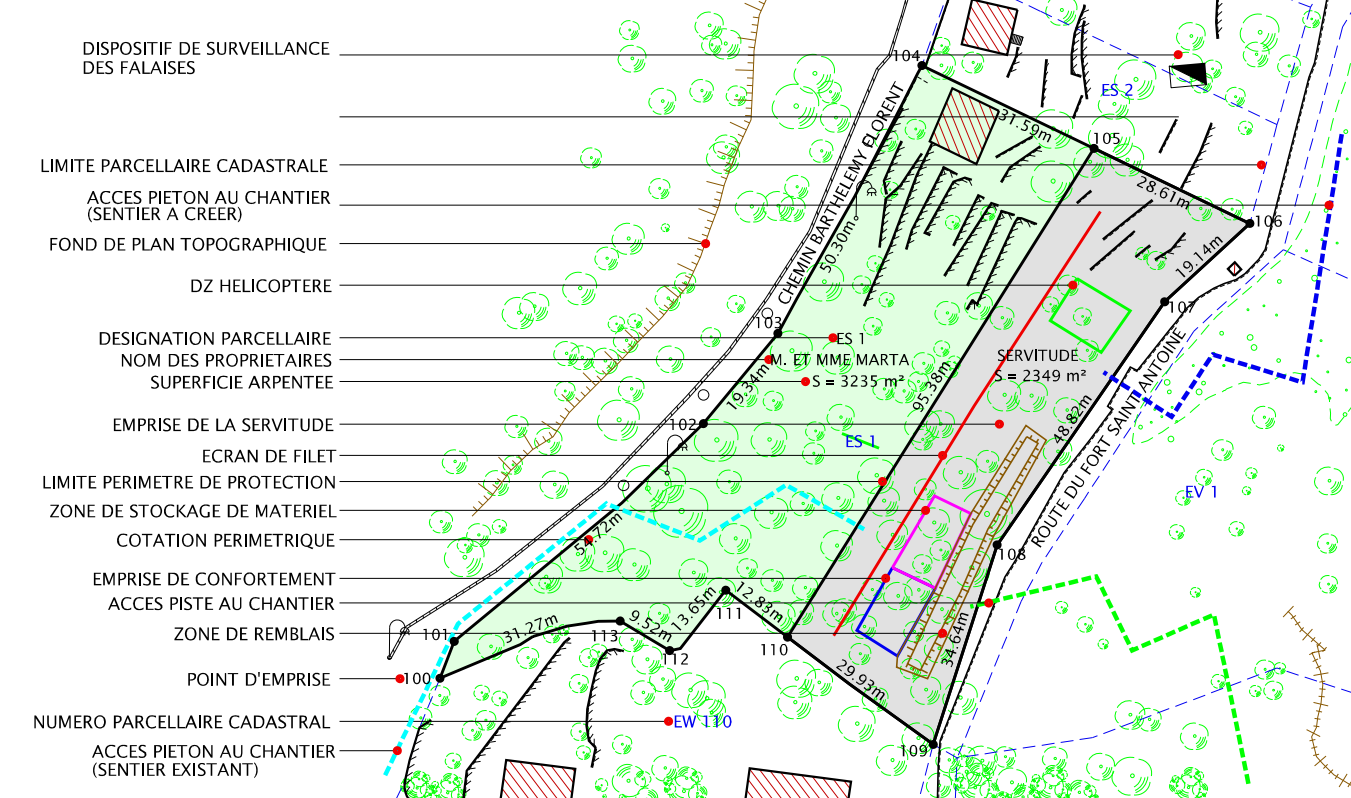 DISPOSITIF DE SURVEILLANCE
DES FALAISES
LIMITE PARCELLAIRE CADASTRALE
ACCES PIETON AU CHANTIER
(SENTIER A CREER)
FOND DE PLAN TOPOGRAPHIQUE
DZ HELICOPTERE
DESIGNATION PARCELLAIRE
NOM DES PROPRIETAIRES
SUPERFICIE ARPENTEE
EMPRISE DE LA SERVITUDE
ECRAN DE FILET
LIMITE PERIMETRE DE PROTECTION
ZONE DE STOCKAGE DE MATERIEL
COTATION PERIMETRIQUE
EMPRISE DE CONFORTEMENT
ACCES PISTE AU CHANTIER
ZONE DE REMBLAIS
POINT D'EMPRISE
NUMERO PARCELLAIRE CADASTRAL
ACCES PIETON AU CHANTIER
(SENTIER EXISTANT)
104
ES 2
31.59m
105
28.61m
106
19.14m
107
CHEMIN BARTHELEMY FLORENT
50.30m
103
ES 1
M. ET MME MARTA
S = 3235 m²
SERVITUDE
S = 2349 m²
19.34m
95.38m
48.82m
102
ES 1
ROUTE DU FORT SAINT ANTOINE
EV 1
54.72m
108
101
31.27m
113
9.52m
112
13.65m
111
12.83m
110
34.64m
29.93m
100
109
EW 110